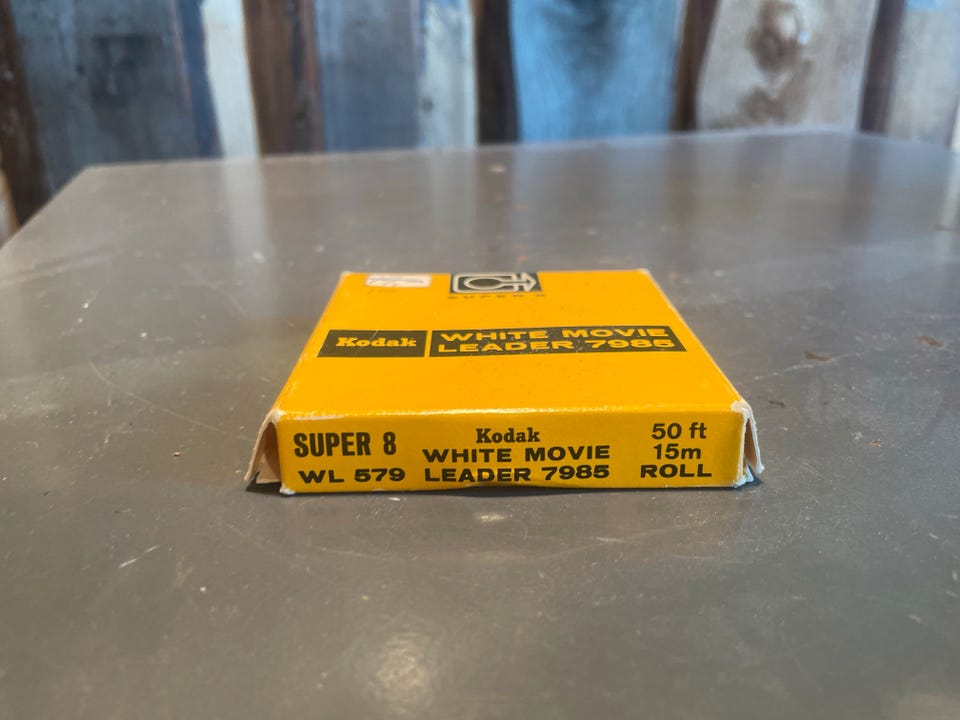 SUPER 8
Kodak
WHITE MOVIE
LEADER 7985
SUPER 8
WL 579
Kodak
WHITE MOVIE
LEADER 7985
50 ft
15m
ROLL